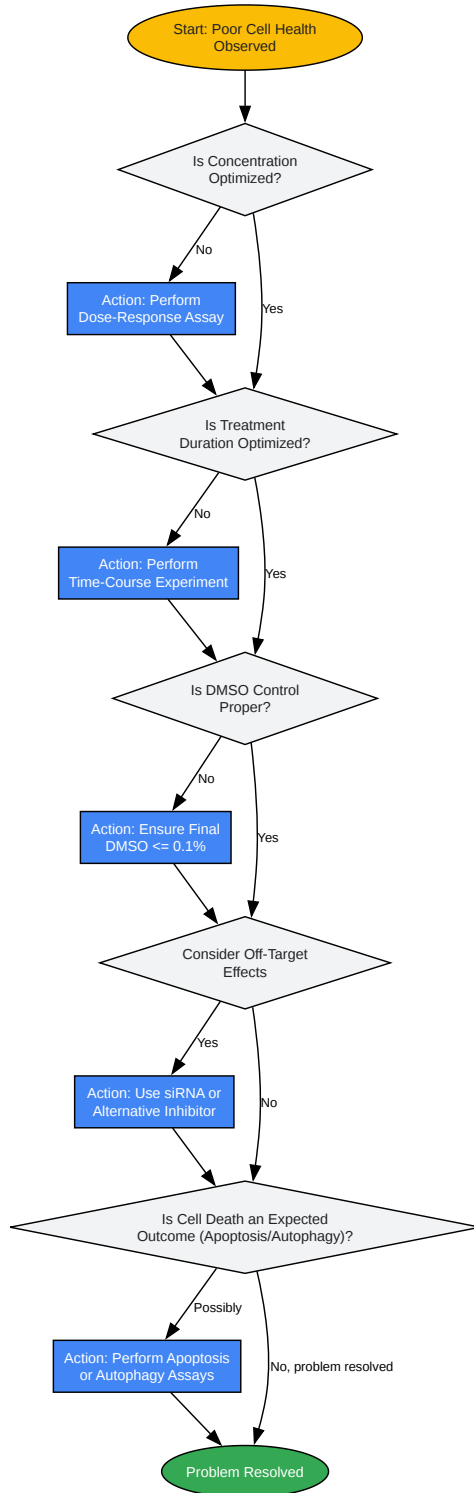 Start: Poor Cell Health
Observed
Is Concentration
Optimized?
No
Action: Perform
Dose-Response Assay
Yes
Is Treatment
Duration Optimized?
No
Action: Perform
Time-Course Experiment
Yes
Is DMSO Control
Proper?
No
Action: Ensure Final
DMSO <= 0.1%
Yes
Consider Off-Target
Effects
Yes
Action: Use siRNA or
Alternative Inhibitor
No
Is Cell Death an Expected
Outcome (Apoptosis/Autophagy)?
Possibly
Action: Perform Apoptosis
or Autophagy Assays
No, problem resolved
Problem Resolved